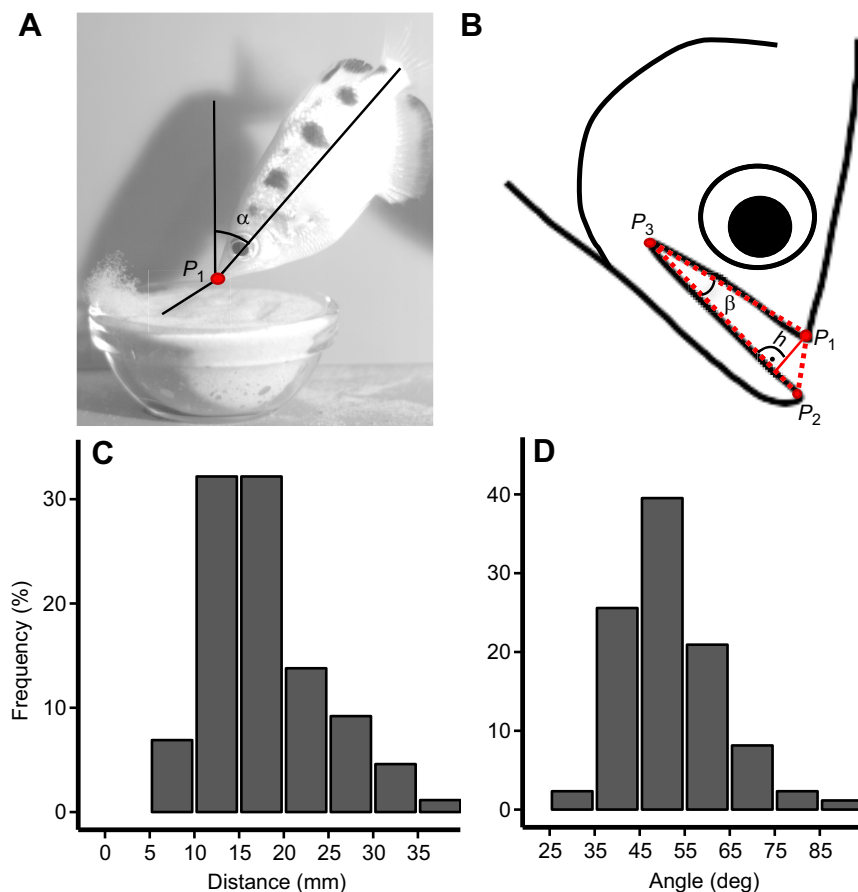 A
α
P1
B
P3
β
h
P1
P2
C
Frequency (%)
30
20
10
0
0 5 10 15 20 25 30 35
Distance (mm)
D
40
30
20
10
0
25 35 45 55 65 75 85
Angle (deg)